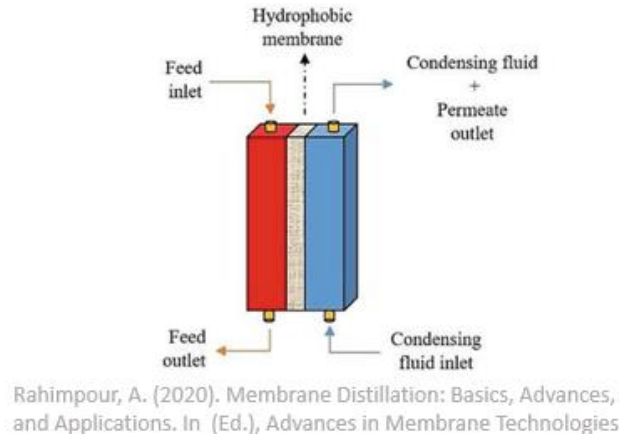 Hydrophobic
membrane
Feed
inlet
Condensing fluid
+
Permeate
outlet
Feed
outlet
Condensing
fluid inlet
Rahimpour, A. (2020). Membrane Distillation: Basics, Advances,
and Applications. In (Ed.), Advances in Membrane Technologies